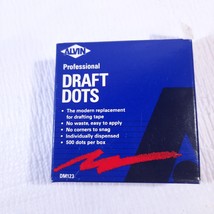 ALVIN
Professional
DRAFT
DOTS
• The modern replacement
for drafting tape
• No waste, easy to apply
• No corners to snag
• Individually dispensed
• 500 dots per box
DM123